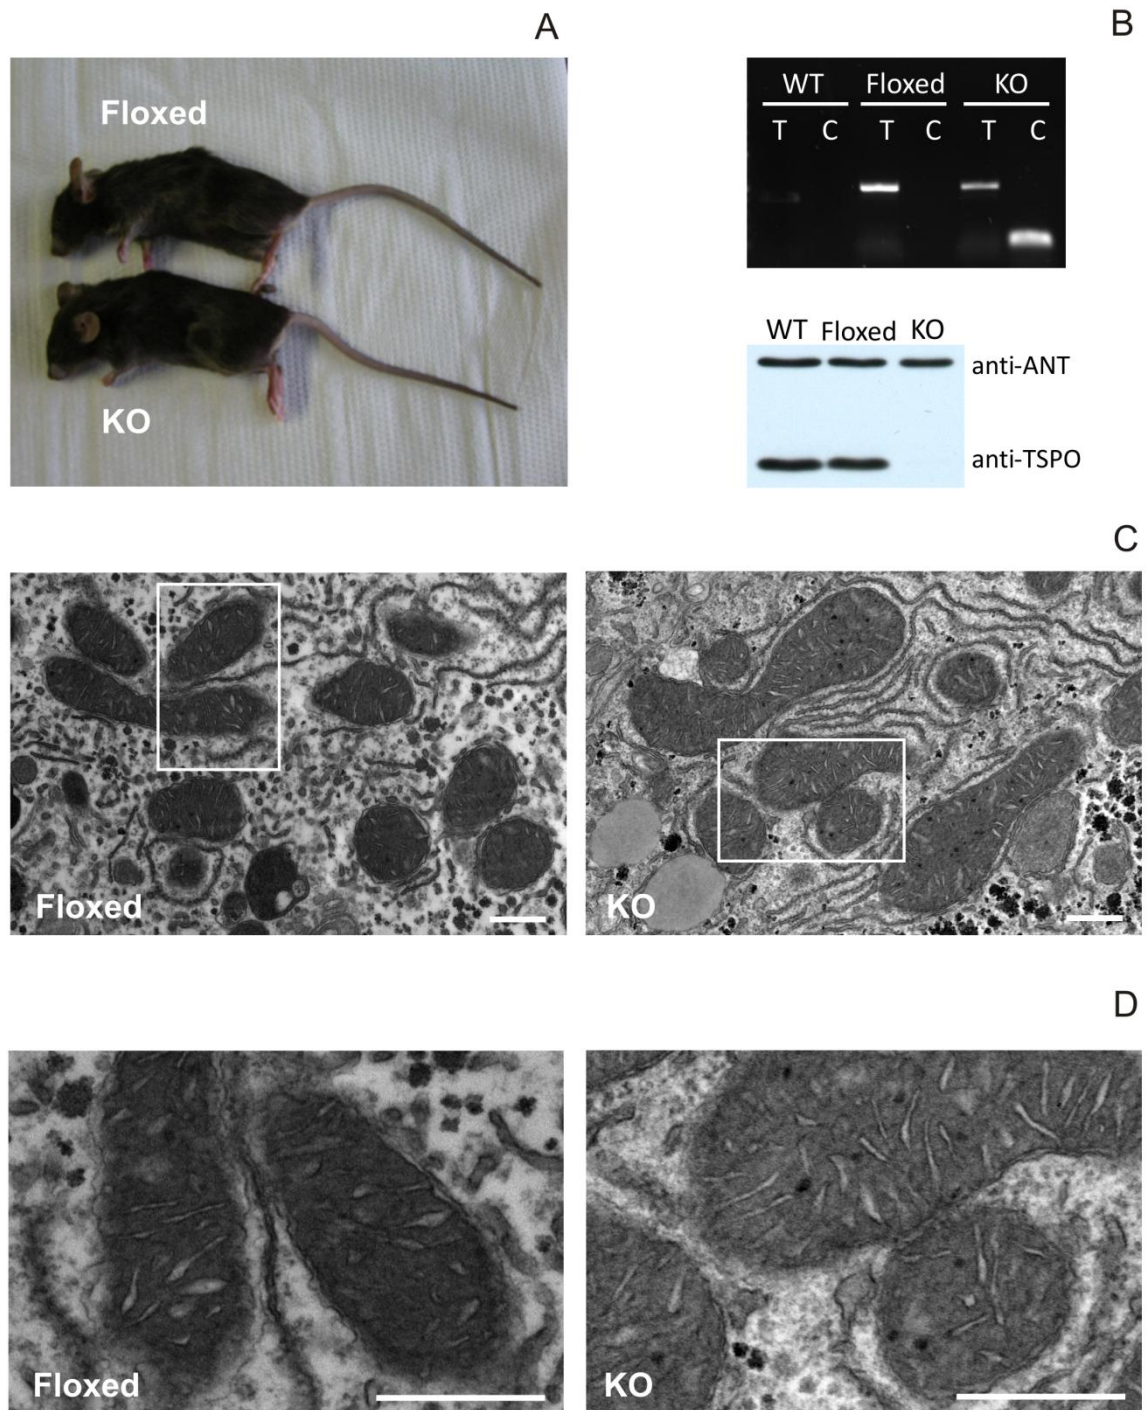 A
B
Floxed
KO
WT Floxed KO
T C T C T C
WT Floxed KO
anti-ANT
anti-TSPO
C
Floxed
KO
D
Floxed
KO